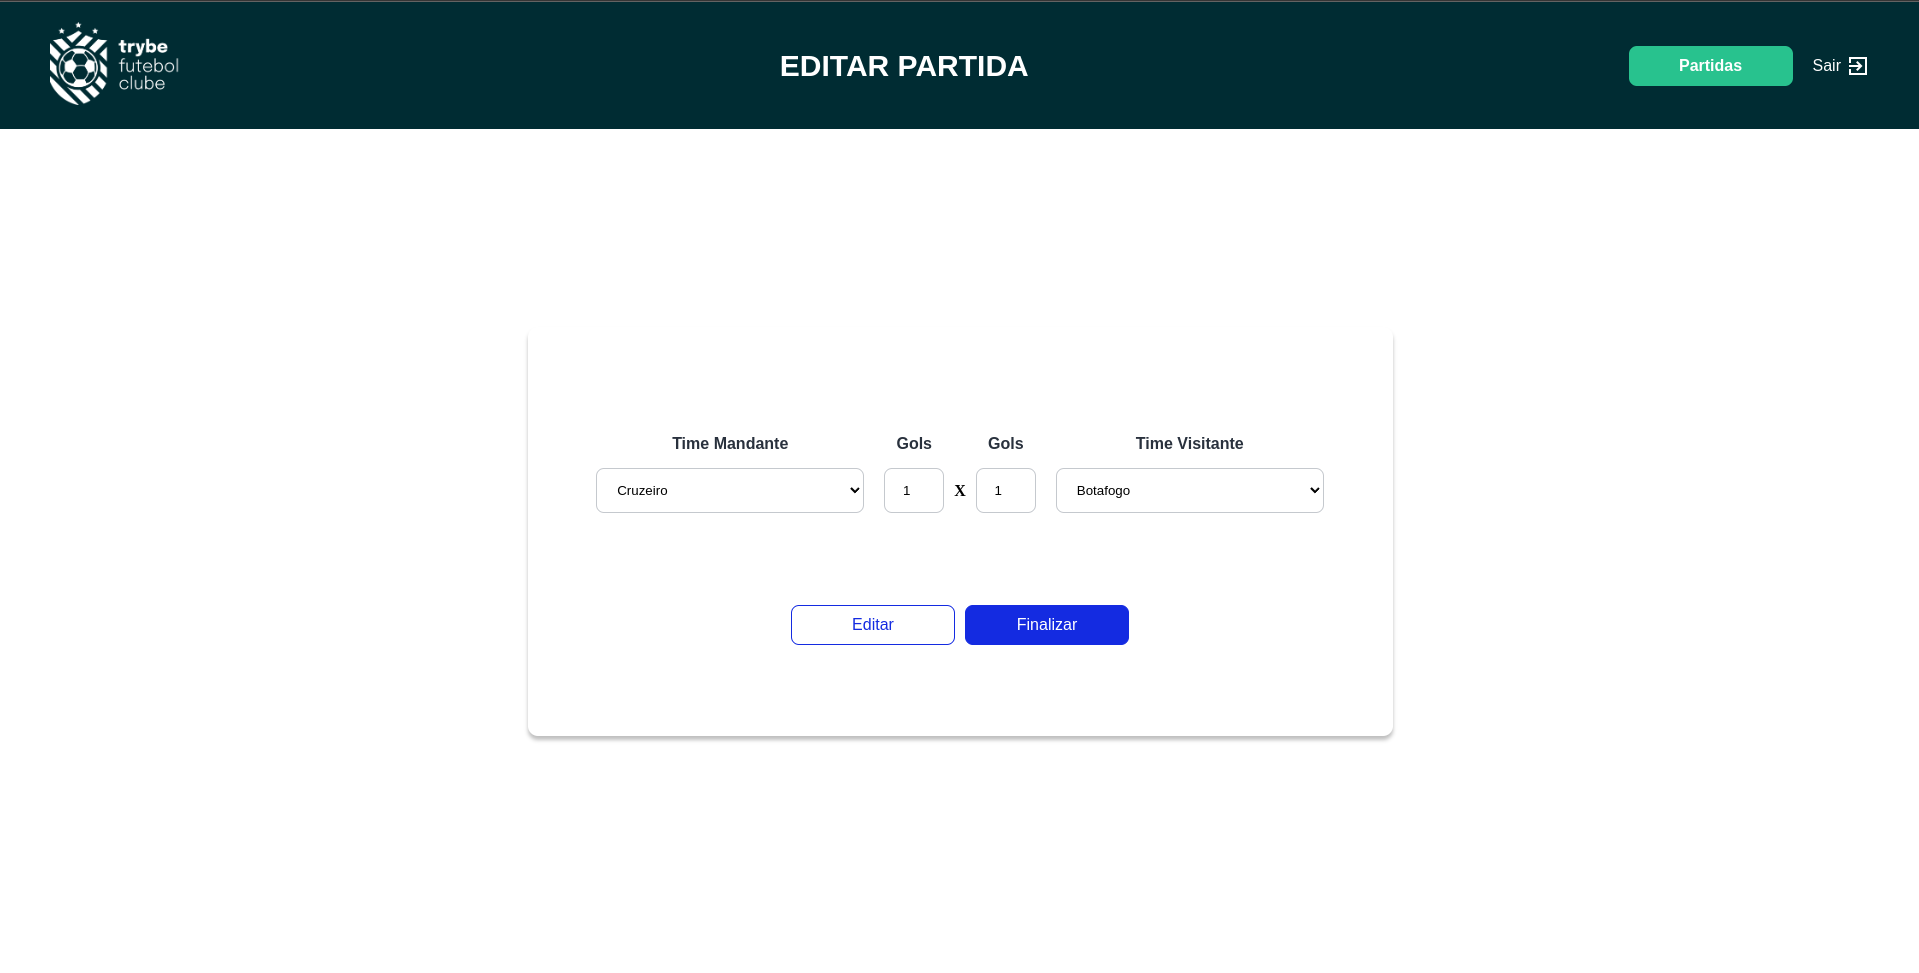 trybe
futebol
clube
EDITAR PARTIDA
Partidas
Sair
Time Mandante
Gols
Gols
Time Visitante
Cruzeiro
1
X
1
Botafogo
Editar
Finalizar